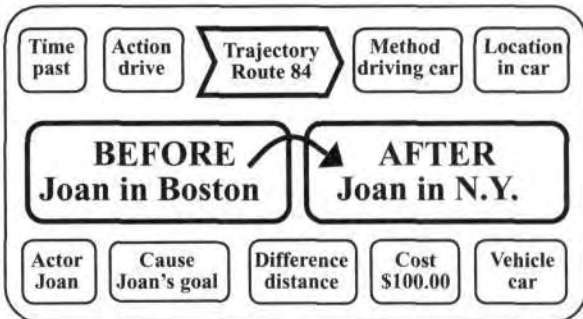 Time
past
Action
drive
Trajectory
Route 84
Method
driving car
Location
in car
BEFORE
Joan in Boston
AFTER
Joan in N.Y.
Actor
Joan
Cause
Joan's goal
Difference
distance
Cost
$100.00
Vehicle
car